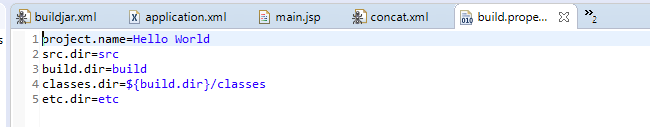 buildjar.xml application.xml main.jsp concat.xml build.prope... »2
1 project.name=Hello World
2 src.dir=src
3 build.dir=build
4 classes.dir=${build.dir}/classes
5 etc.dir=etc